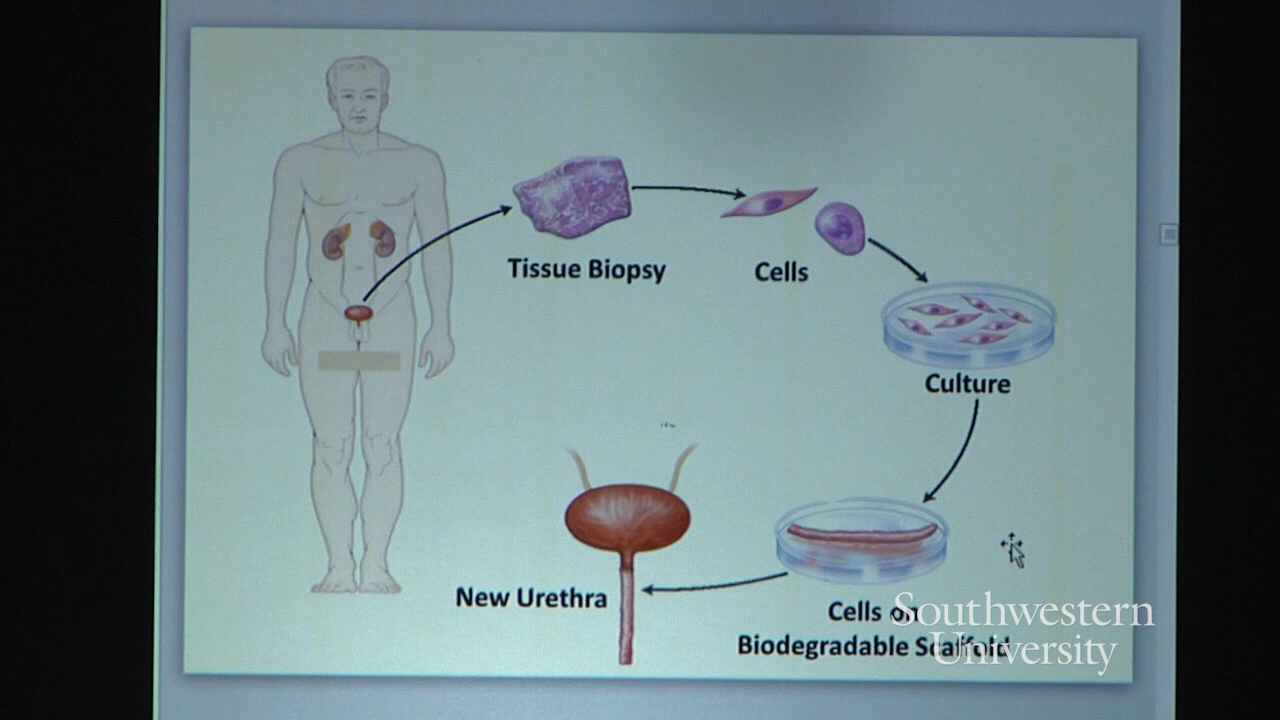 Tissue Biopsy
Cells
Culture
New Urethra
Cells on
Biodegradable Scaffold
Southwestern
University